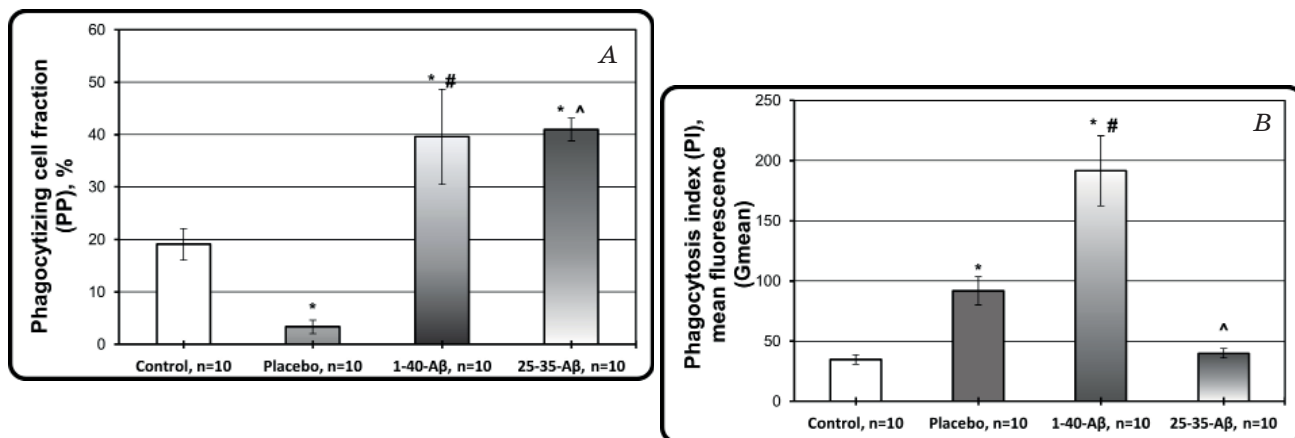 A
Phagocytizing cell fraction
(PP), %
60
50
40
30
20
10
0
* 
* #
* ^
Control, n=10 Placebo, n=10 1-40-Aβ, n=10 25-35-Aβ, n=10
B
Phagocytosis index (PI),
mean fluorescence
(Gmean)
250
200
150
100
50
0
*
* #
^
Control, n=10 Placebo, n=10 1-40-Aβ, n=10 25-35-Aβ, n=10